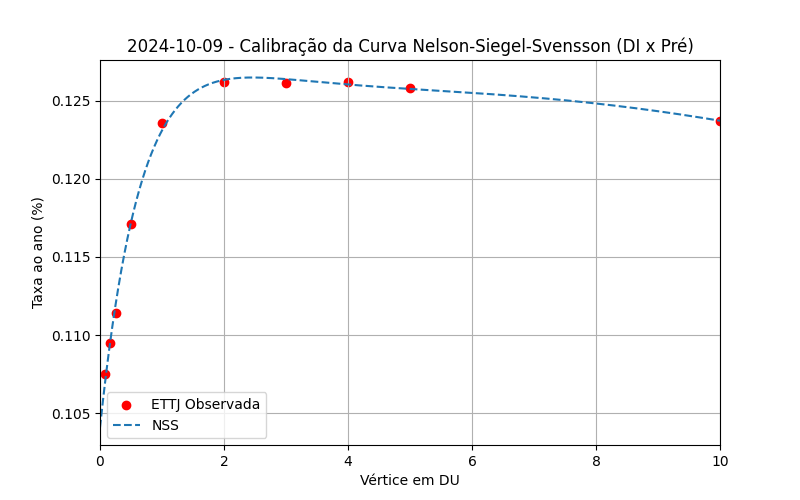 2024-10-09 - Calibração da Curva Nelson-Siegel-Svensson (DI x Pré)
0.125
0.120
0.115
0.110
0.105
Taxa ao ano (%)
ETTJ Observada
NSS
0 2 4 6 8 10
Vértice em DU